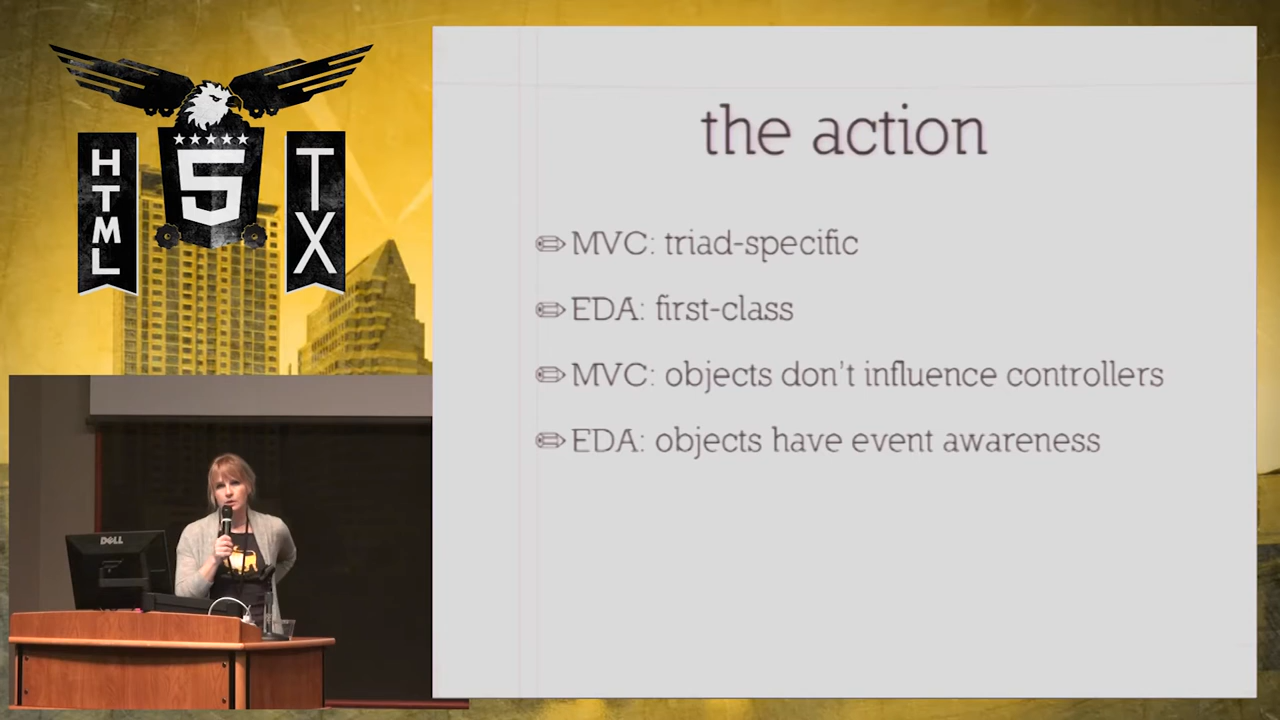 HTML
5
TX
the action
MVC: triad-specific
EDA: first-class
MVC: objects don't influence controllers
EDA: objects have event awareness
DELL